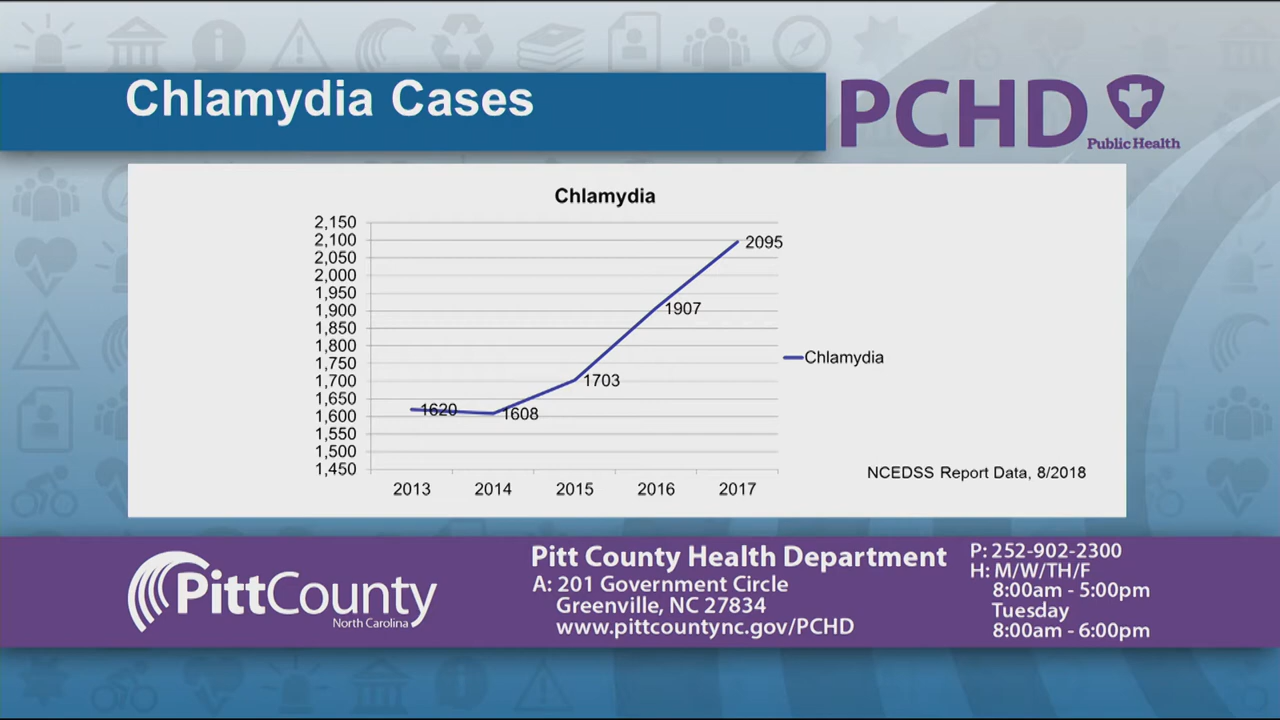 Chlamydia Cases
PCHD
Public Health
Chlamydia
2,150
2,100
2,050
2,000
1,950
1,900
1,850
1,800
1,750
1,700
1,650
1,600
1,550
1,500
1,450
1620
1608
1703
1907
2095
2013 2014 2015 2016 2017
Chlamydia
NCEDSS Report Data, 8/2018
PittCounty
North Carolina
Pitt County Health Department
A: 201 Government Circle
Greenville, NC 27834
www.pittcountync.gov/PCHD
P: 252-902-2300
H: M/W/TH/F
8:00am - 5:00pm
Tuesday
8:00am - 6:00pm